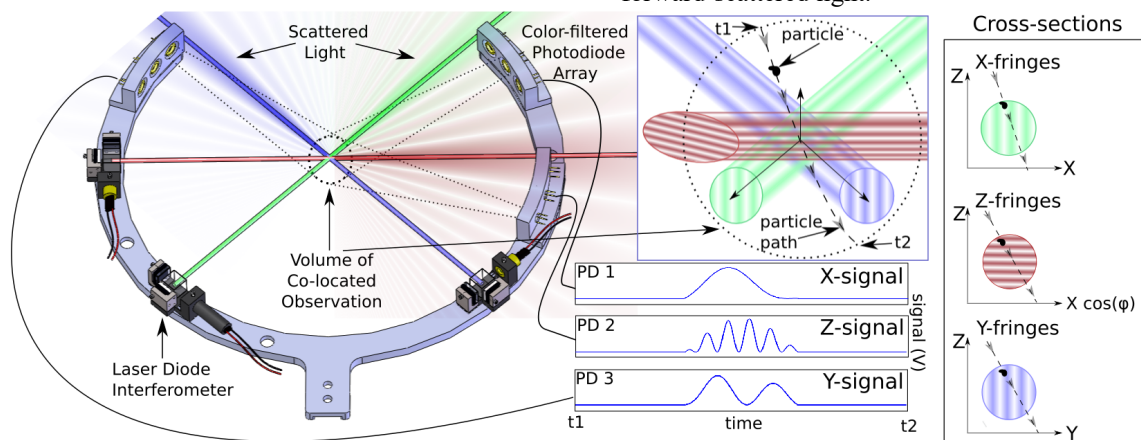 forward-scattered light.
Scattered
Light
Color-filtered
Photodiode
Array
Volume of
Co-located
Observation
Laser Diode
Interferometer
t1
particle
particle
path
t2
PD 1
X-signal
PD 2
Z-signal
PD 3
Y-signal
signal (V)
t1
time
t2
Cross-sections
X-fringes
Z
X
Z-fringes
Z
X cos(φ)
Y-fringes
Z
Y